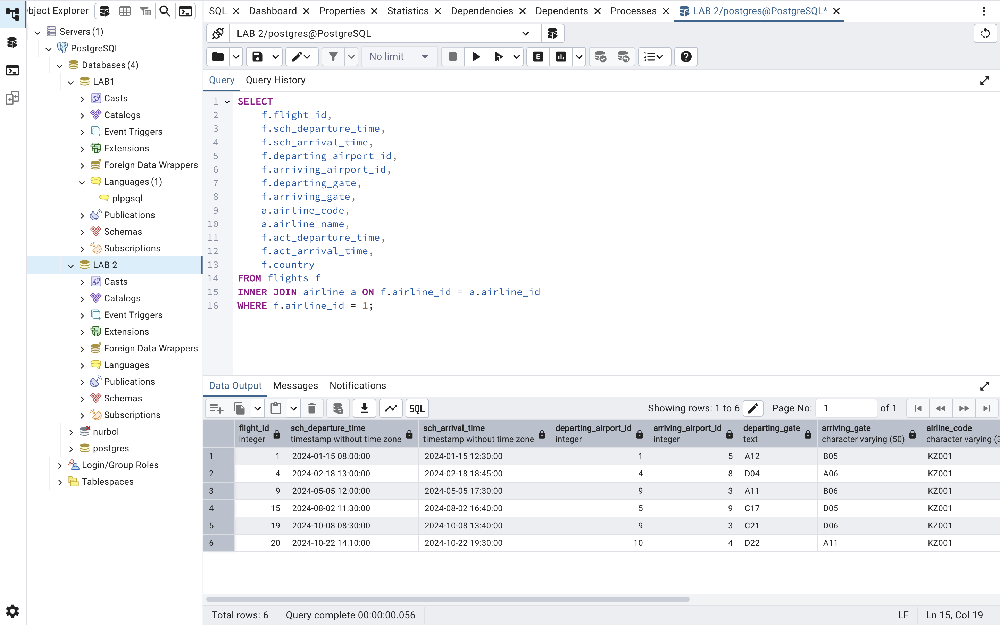 bject Explorer
SQL Dashboard Properties Statistics Dependencies Dependents Processes LAB 2/postgres@PostgreSQL*
Servers (1)
PostgreSQL
Databases (4)
LAB1
Casts
Catalogs
Event Triggers
Extensions
Foreign Data Wrappers
Languages (1)
plpgsql
Publications
Schemas
Subscriptions
LAB 2
Casts
Catalogs
Event Triggers
Extensions
Foreign Data Wrappers
Languages
Publications
Schemas
Subscriptions
nurbol
postgres
Login/Group Roles
Tablespaces
LAB 2/postgres@PostgreSQL
No limit
E
Query Query History
1 SELECT
2 f.flight_id,
3 f.sch_departure_time,
4 f.sch_arrival_time,
5 f.departing_airport_id,
6 f.arriving_airport_id,
7 f.departing_gate,
8 f.arriving_gate,
9 a.airline_code,
10 a.airline_name,
11 f.act_departure_time,
12 f.act_arrival_time,
13 f.country
14 FROM flights f
15 INNER JOIN airline a ON f.airline_id = a.airline_id
16 WHERE f.airline_id = 1;
Data Output Messages Notifications
SQL Showing rows: 1 to 6 Page No: 1 of 1
flight_id sch_departure_time sch_arrival_time departing_airport_id arriving_airport_id departing_gate arriving_gate airline_code
integer timestamp without time zone timestamp without time zone integer integer text character varying (50) character varying (3
1 1 2024-01-15 08:00:00 2024-01-15 12:30:00 1 5 A12 B05 KZ001
2 4 2024-02-18 13:00:00 2024-02-18 18:45:00 4 8 D04 A06 KZ001
3 9 2024-05-05 12:00:00 2024-05-05 17:30:00 9 3 A11 B06 KZ001
4 15 2024-08-02 11:30:00 2024-08-02 16:40:00 5 9 C17 D05 KZ001
5 19 2024-10-08 08:30:00 2024-10-08 13:40:00 9 3 C21 D06 KZ001
6 20 2024-10-22 14:10:00 2024-10-22 19:30:00 10 4 D22 A11 KZ001
Total rows: 6 Query complete 00:00:00.056 LF Ln 15, Col 19